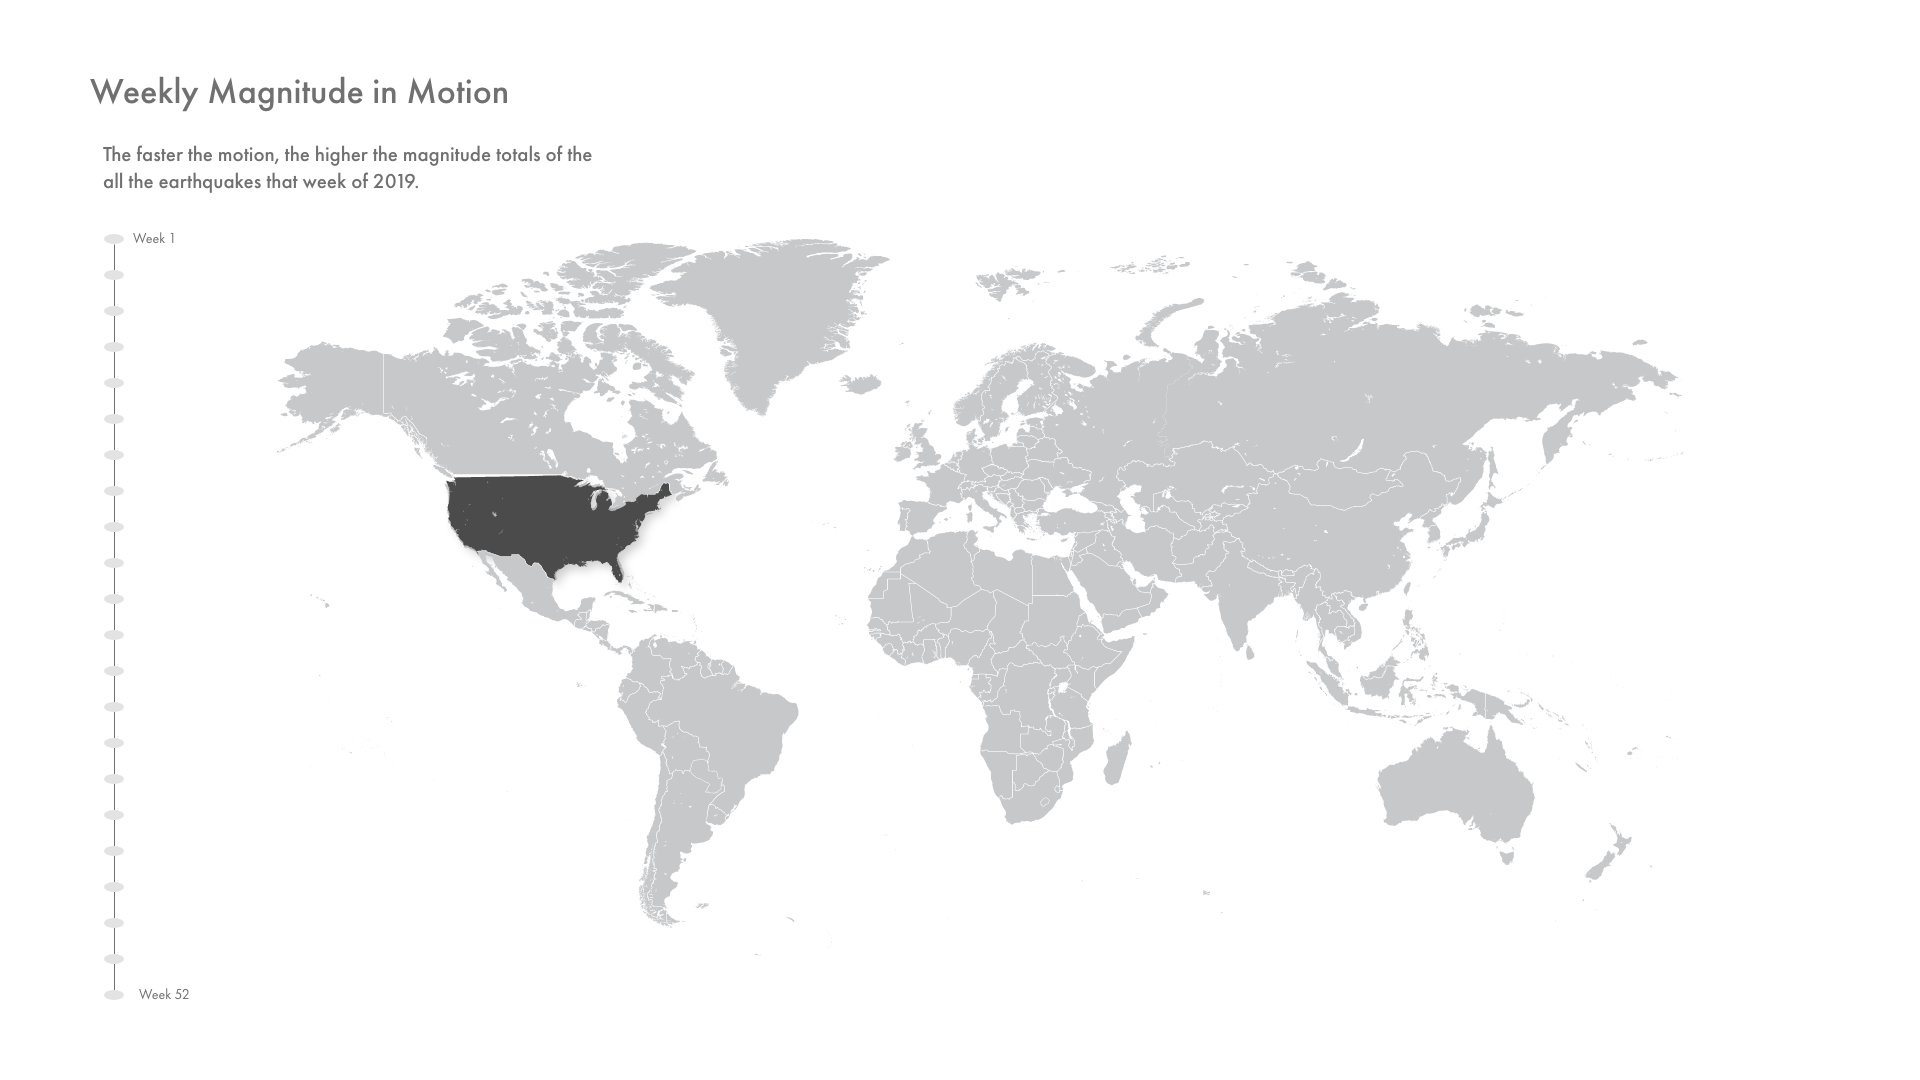 Weekly Magnitude in Motion
The faster the motion, the higher the magnitude totals of the
all the earthquakes that week of 2019.
Week 1
Week 52